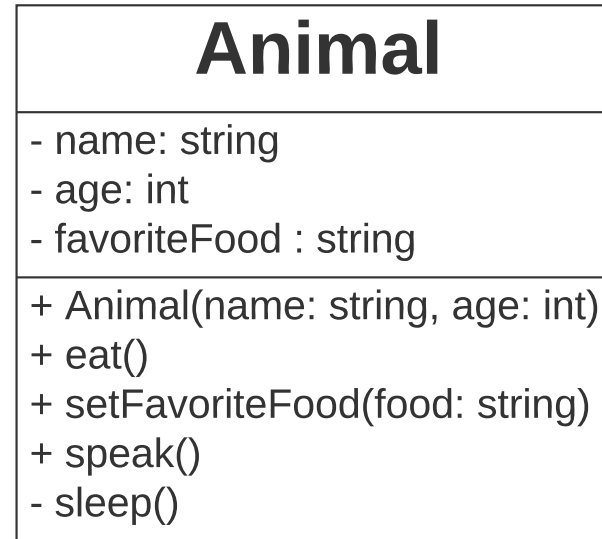 Animal
- name: string
- age: int
- favoriteFood : string
+ Animal(name: string, age: int)
+ eat()
+ setFavoriteFood(food: string)
+ speak()
- sleep()